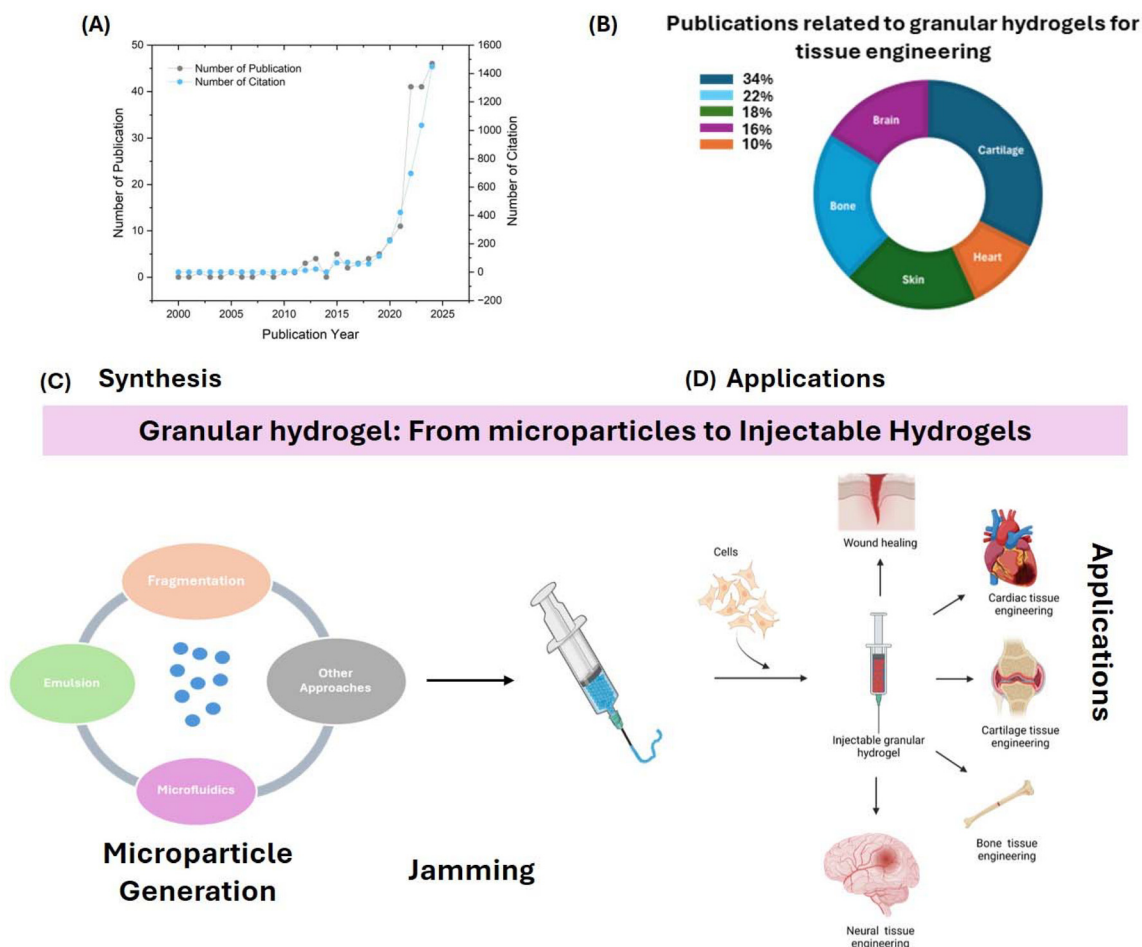 (A)
50
40
30
20
10
0
Number of Publication
Number of Publication
Number of Citation
1600
1400
1200
1000
800
600
400
200
0
−200
Number of Citation
2000 2005 2010 2015 2020 2025
Publication Year
(B)
Publications related to granular hydrogels for
tissue engineering
34%
22%
18%
16%
10%
Brain
Cartilage
Bone
Heart
Skin
(C) Synthesis
(D) Applications
Granular hydrogel: From microparticles to Injectable Hydrogels
Fragmentation
Emulsion
Other
Approaches
Microfluidics
Microparticle
Generation
Jamming
Cells
Wound healing
Cardiac tissue
engineering
Cartilage tissue
engineering
Injectable granular
hydrogel
Bone tissue
engineering
Neural tissue
engineering
Applications